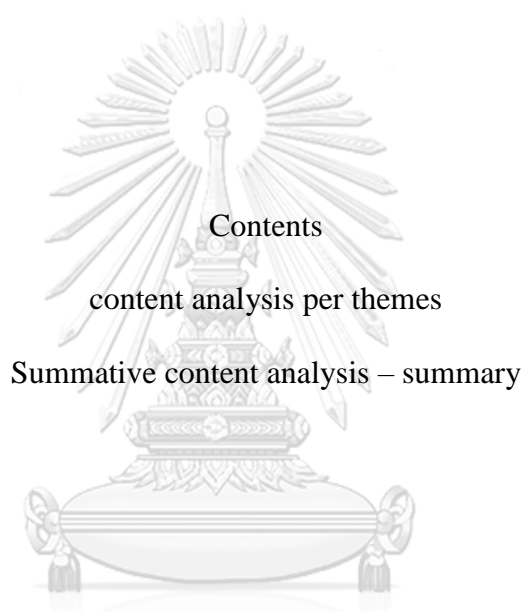 Contents
content analysis per themes
Summative content analysis – summary